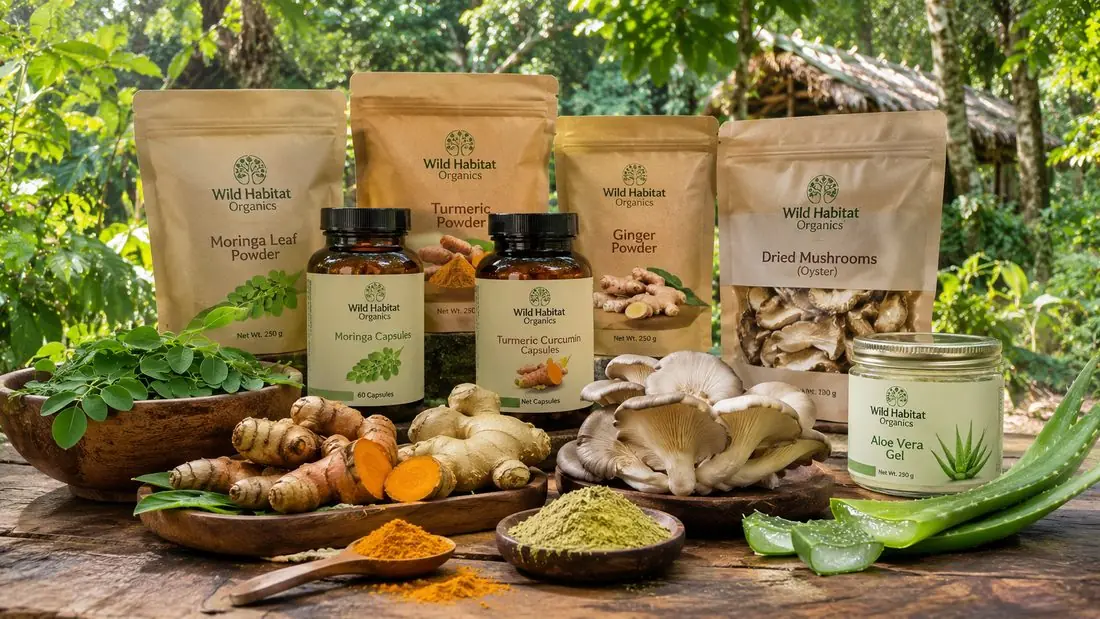 Wild Habitat
Organics
Moringa Leaf
Powder
Net Wt. 250 g
Wild Habitat
Organics
Turmeric
Powder
Net Wt. 250
Wild Habitat
Organics
Ginger
Powder
Net Wt. 250 g
Wild Habitat
Organics
Dried Mushrooms
(Oyster)
Wild Habitat
Organics
Moringa Capsules
60 Capsules
Wild Habitat
Organics
Turmeric Curcumin
Capsules
Net Capsules
Wild Habitat
Organics
Aloe Vera
Gel
Net Wt. 250 g